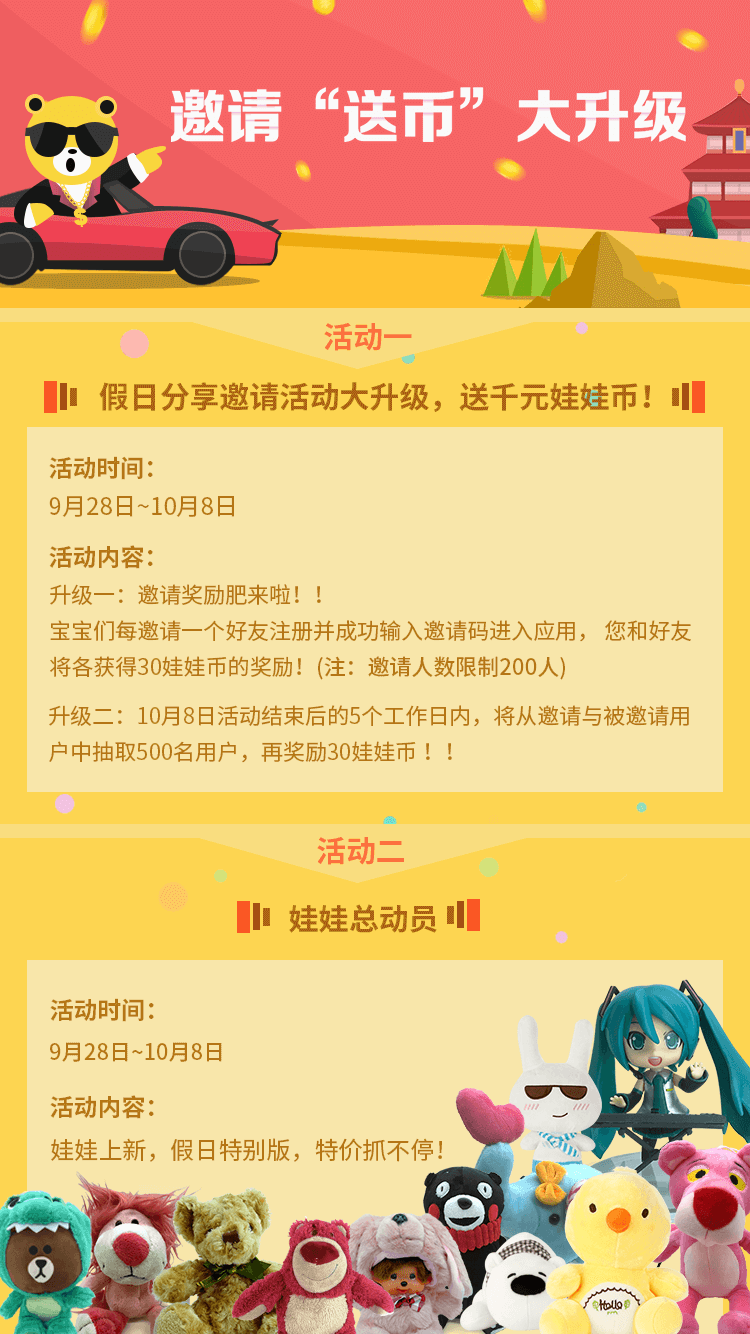 邀请“送币”大升级
活动一
假日分享邀请活动大升级，送千元娃娃币！
活动时间：
9月28日~10月8日
活动内容：
升级一：邀请奖励肥来啦！！
宝宝们每邀请一个好友注册并成功输入邀请码进入应用， 您和好友
将各获得30娃娃币的奖励！(注：邀请人数限制200人)
升级二：10月8日活动结束后的5个工作日内，将从邀请与被邀请用
户中抽取500名用户，再奖励30娃娃币 ！！
活动二
娃娃总动员
活动时间：
9月28日~10月8日
活动内容：
娃娃上新，假日特别版，特价抓不停！
Hallo